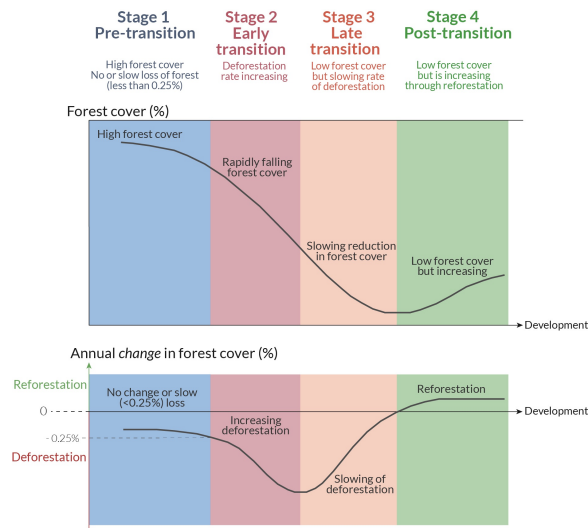 Stage 1
Pre-transition
High forest cover
No or slow loss of forest
(less than 0.25%)
Stage 2
Early
transition
Deforestation
rate increasing
Stage 3
Late
transition
Low forest cover
but slowing rate
of deforestation
Stage 4
Post-transition
Low forest cover
but is increasing
through reforestation
Forest cover (%)
High forest cover
Rapidly falling
forest cover
Slowing reduction
in forest cover
Low forest cover
but increasing
Development
Annual change in forest cover (%)
Reforestation
0
- 0.25%
Deforestation
No change or slow
(<0.25%) loss
Increasing
deforestation
Slowing of
deforestation
Reforestation
Development